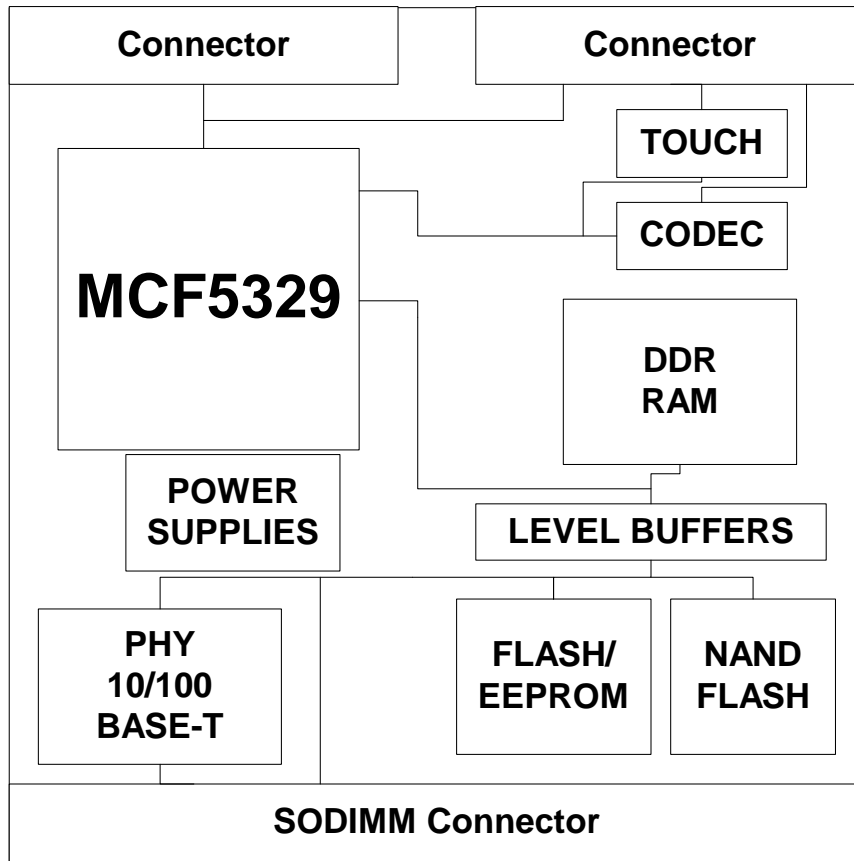 Connector
Connector
TOUCH
CODEC
MCF5329
DDR
RAM
POWER
SUPPLIES
LEVEL BUFFERS
PHY
10/100
BASE-T
FLASH/
EEPROM
NAND
FLASH
SODIMM Connector